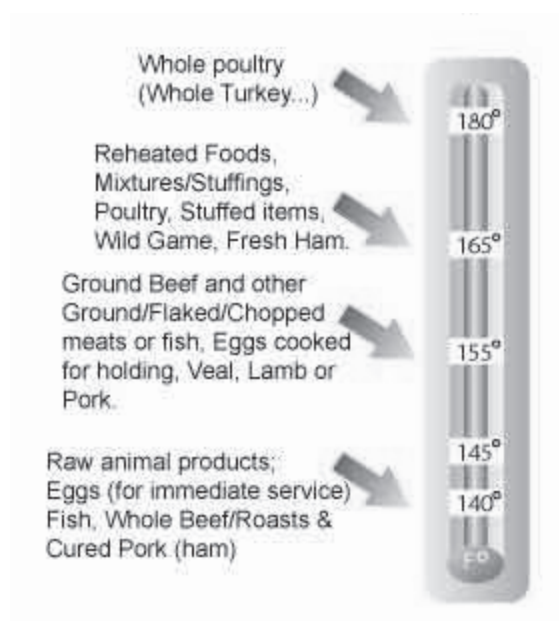 Whole poultry
(Whole Turkey...)
180°
Reheated Foods,
Mixtures/Stuffings,
Poultry, Stuffed items,
Wild Game, Fresh Ham.
165°
Ground Beef and other
Ground/Flaked/Chopped
meats or fish, Eggs cooked
for holding, Veal, Lamb or
Pork.
155°
145°
Raw animal products;
Eggs (for immediate service)
Fish, Whole Beef/Roasts &
Cured Pork (ham)
140°
F°